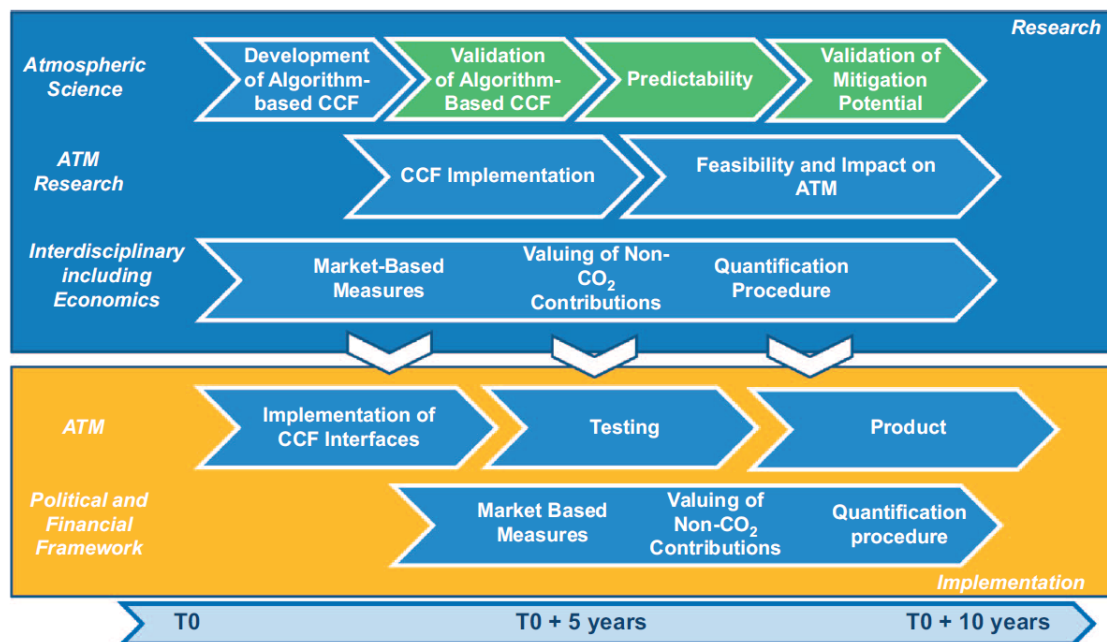 Research
Atmospheric
Science
Development
of Algorithm-
based CCF
Validation
of Algorithm-
Based CCF
Predictability
Validation of
Mitigation
Potential
ATM
Research
CCF Implementation
Feasibility and Impact on
ATM
Interdisciplinary
including
Economics
Market-Based
Measures
Valuing of Non-
CO2
Contributions
Quantification
Procedure
ATM
Implementation of
CCF Interfaces
Testing
Product
Political and
Financial
Framework
Market Based
Measures
Valuing of
Non-CO2
Contributions
Quantification
procedure
Implementation
T0
T0 + 5 years
T0 + 10 years